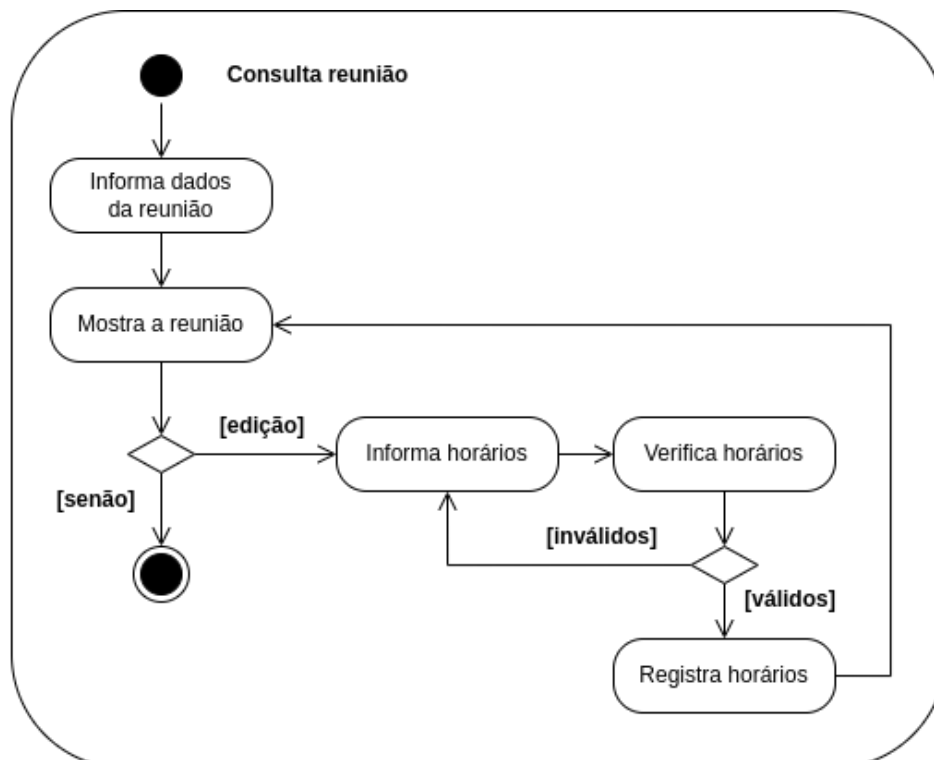 Consulta reunião
Informa dados
da reunião
Mostra a reunião
[edição]
Informa horários
Verifica horários
[senão]
[inválidos]
[válidos]
Registra horários